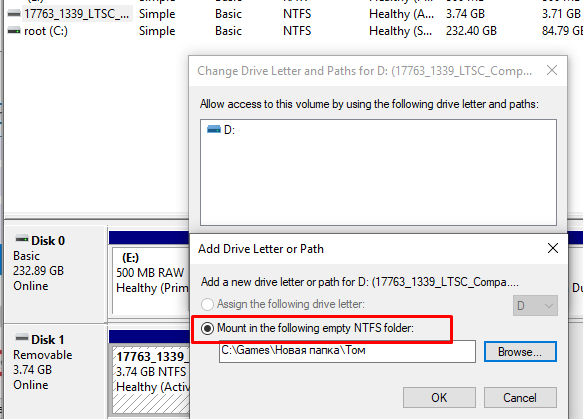 17763_1339_LTSC_... Simple Basic NTFS Healthy (A... 3.74 GB 3.71 G
root (C:) Simple Basic NTFS Healthy (S... 232.40 GB 84.79 G
Change Drive Letter and Paths for D: (17763_1339_LTSC_Comp...
Allow access to this volume by using the following drive letter and paths:
D:
Add Drive Letter or Path
Add a new drive letter or path for D: (17763_1339_LTSC_Compa....
Assign the following drive letter: D
Mount in the following empty NTFS folder:
C:\Games\Новая папка\Том Browse...
OK Cancel
Disk 0
Basic
232.89 GB
Online
(E:)
500 MB RAW
Healthy (Prim
Disk 1
Removable
3.74 GB
Online
17763_1339
3.74 GB NTFS
Healthy (Activ